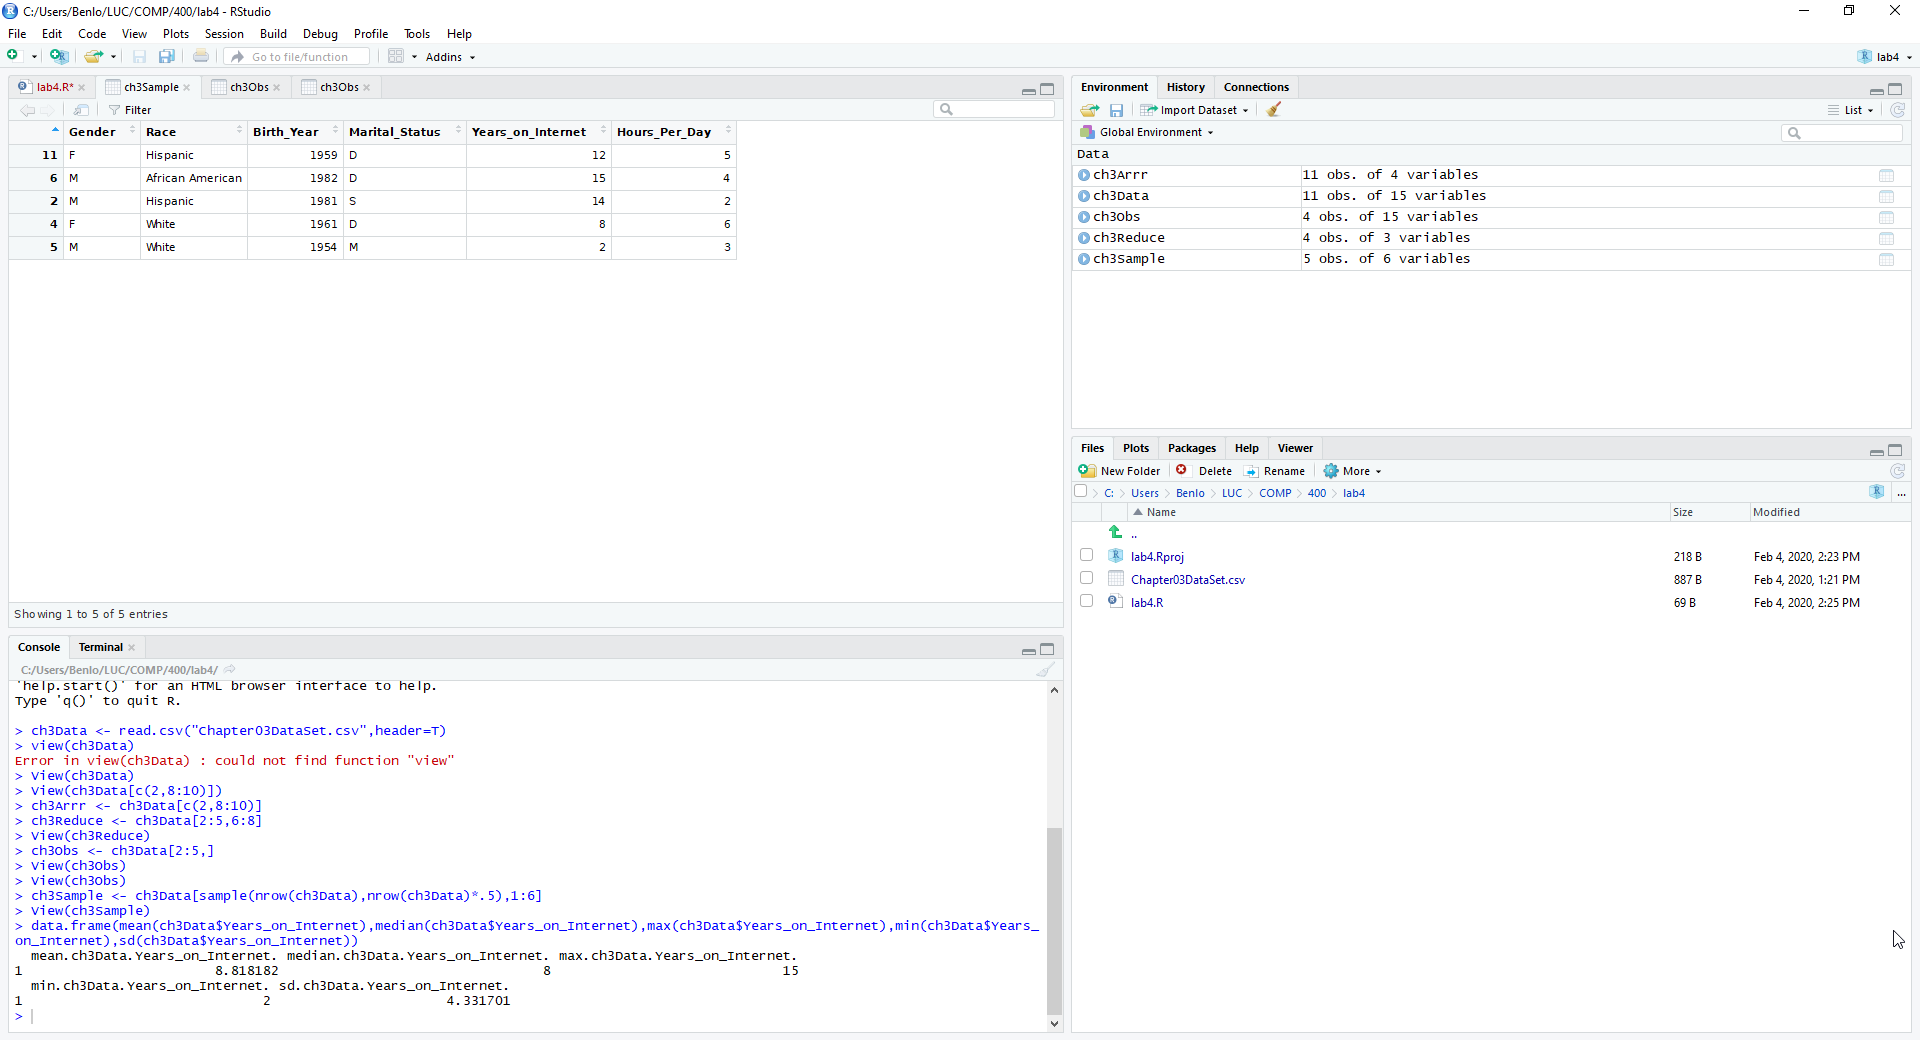 C:/Users/Benlo/LUC/COMP/400/lab4 - RStudio
File Edit Code View Plots Session Build Debug Profile Tools Help
Go to file/function Addins lab4
lab4.R* ch3Sample ch3Obs ch3Obs
Filter
Gender Race Birth_Year Marital_Status Years_on_Internet Hours_Per_Day
11 F Hispanic 1959 D 12 5
6 M African American 1982 D 15 4
2 M Hispanic 1981 S 14 2
4 F White 1961 D 8 6
5 M White 1954 M 2 3
Showing 1 to 5 of 5 entries
Console Terminal
C:/Users/Benlo/LUC/COMP/400/lab4/
'help.start()' for an HTML browser interface to help.
Type 'q()' to quit R.
> ch3Data <- read.csv("Chapter03DataSet.csv",header=T)
> view(ch3Data)
Error in view(ch3Data) : could not find function "view"
> View(ch3Data)
> View(ch3Data[c(2,8:10)])
> ch3Arrr <- ch3Data[c(2,8:10)]
> ch3Reduce <- ch3Data[2:5,6:8]
> View(ch3Reduce)
> ch3Obs <- ch3Data[2:5,]
> View(ch3Obs)
> View(ch3Obs)
> ch3Sample <- ch3Data[sample(nrow(ch3Data),nrow(ch3Data)*.5),1:6]
> View(ch3Sample)
> data.frame(mean(ch3Data$Years_on_Internet),median(ch3Data$Years_on_Internet),max(ch3Data$Years_on_Internet),min(ch3Data$Years_
on_Internet),sd(ch3Data$Years_on_Internet))
mean.ch3Data.Years_on_Internet. median.ch3Data.Years_on_Internet. max.ch3Data.Years_on_Internet.
1 8.818182 8 15
min.ch3Data.Years_on_Internet. sd.ch3Data.Years_on_Internet.
1 2 4.331701
>
Environment History Connections
Import Dataset List
Global Environment
Data
ch3Arrr 11 obs. of 4 variables
ch3Data 11 obs. of 15 variables
ch3Obs 4 obs. of 15 variables
ch3Reduce 4 obs. of 3 variables
ch3Sample 5 obs. of 6 variables
Files Plots Packages Help Viewer
New Folder Delete Rename More
C: Users Benlo LUC COMP 400 lab4 ...
Name Size Modified
..
lab4.Rproj 218 B Feb 4, 2020, 2:23 PM
Chapter03DataSet.csv 887 B Feb 4, 2020, 1:21 PM
lab4.R 69 B Feb 4, 2020, 2:25 PM